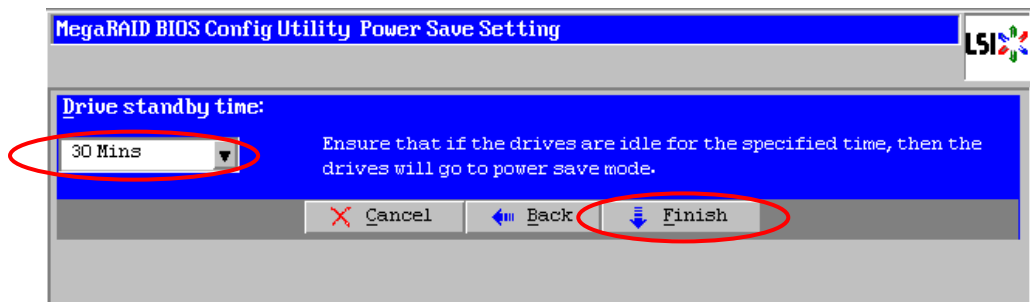 MegaRAID BIOS Config Utility Power Save Setting
LSI
Drive standby time:
30 Mins
Ensure that if the drives are idle for the specified time, then the
drives will go to power save mode.
Cancel
Back
Finish